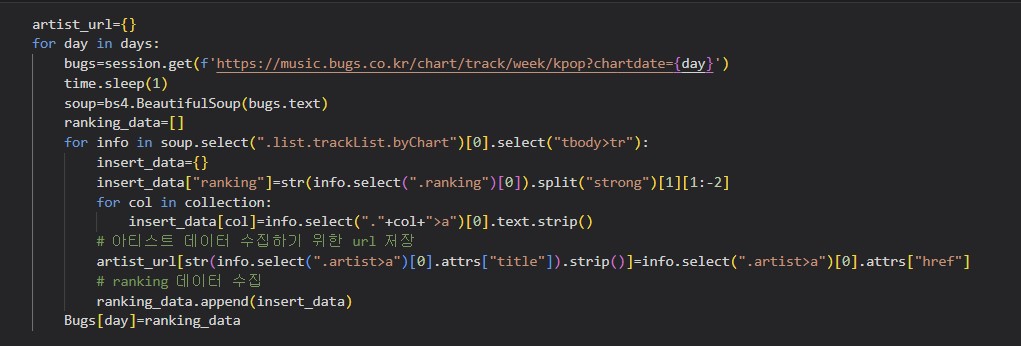 artist_url={}
for day in days:
bugs=session.get(f'https://music.bugs.co.kr/chart/track/week/kpop?chartdate={day}')
time.sleep(1)
soup=bs4.BeautifulSoup(bugs.text)
ranking_data=[]
for info in soup.select(".list.trackList.byChart")[0].select("tbody>tr"):
insert_data={}
insert_data["ranking"]=str(info.select(".ranking")[0]).split("strong")[1][1:-2]
for col in collection:
insert_data[col]=info.select("."+col+">a")[0].text.strip()
# 아티스트 데이터 수집하기 위한 url 저장
artist_url[str(info.select(".artist>a")[0].attrs["title"]).strip()]=info.select(".artist>a")[0].attrs["href"]
# ranking 데이터 수집
ranking_data.append(insert_data)
Bugs[day]=ranking_data